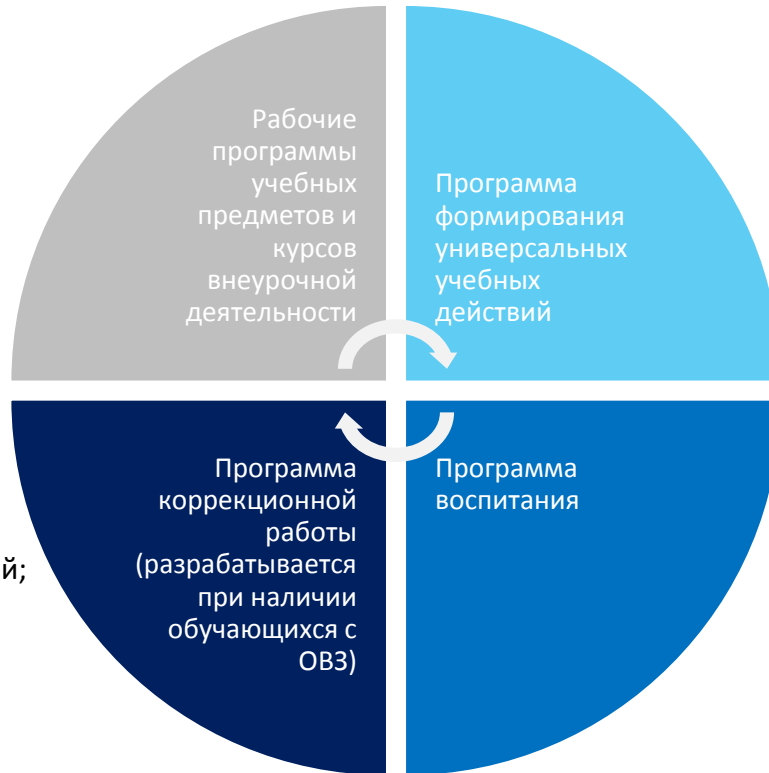 Рабочие
программы
учебных
предметов и
курсов
внеурочной
деятельности
Программа
формирования
универсальных
учебных
действий
Программа
коррекционной
работы
(разрабатывается
при наличии
обучающихся с
ОВЗ)
Программа
воспитания
й;